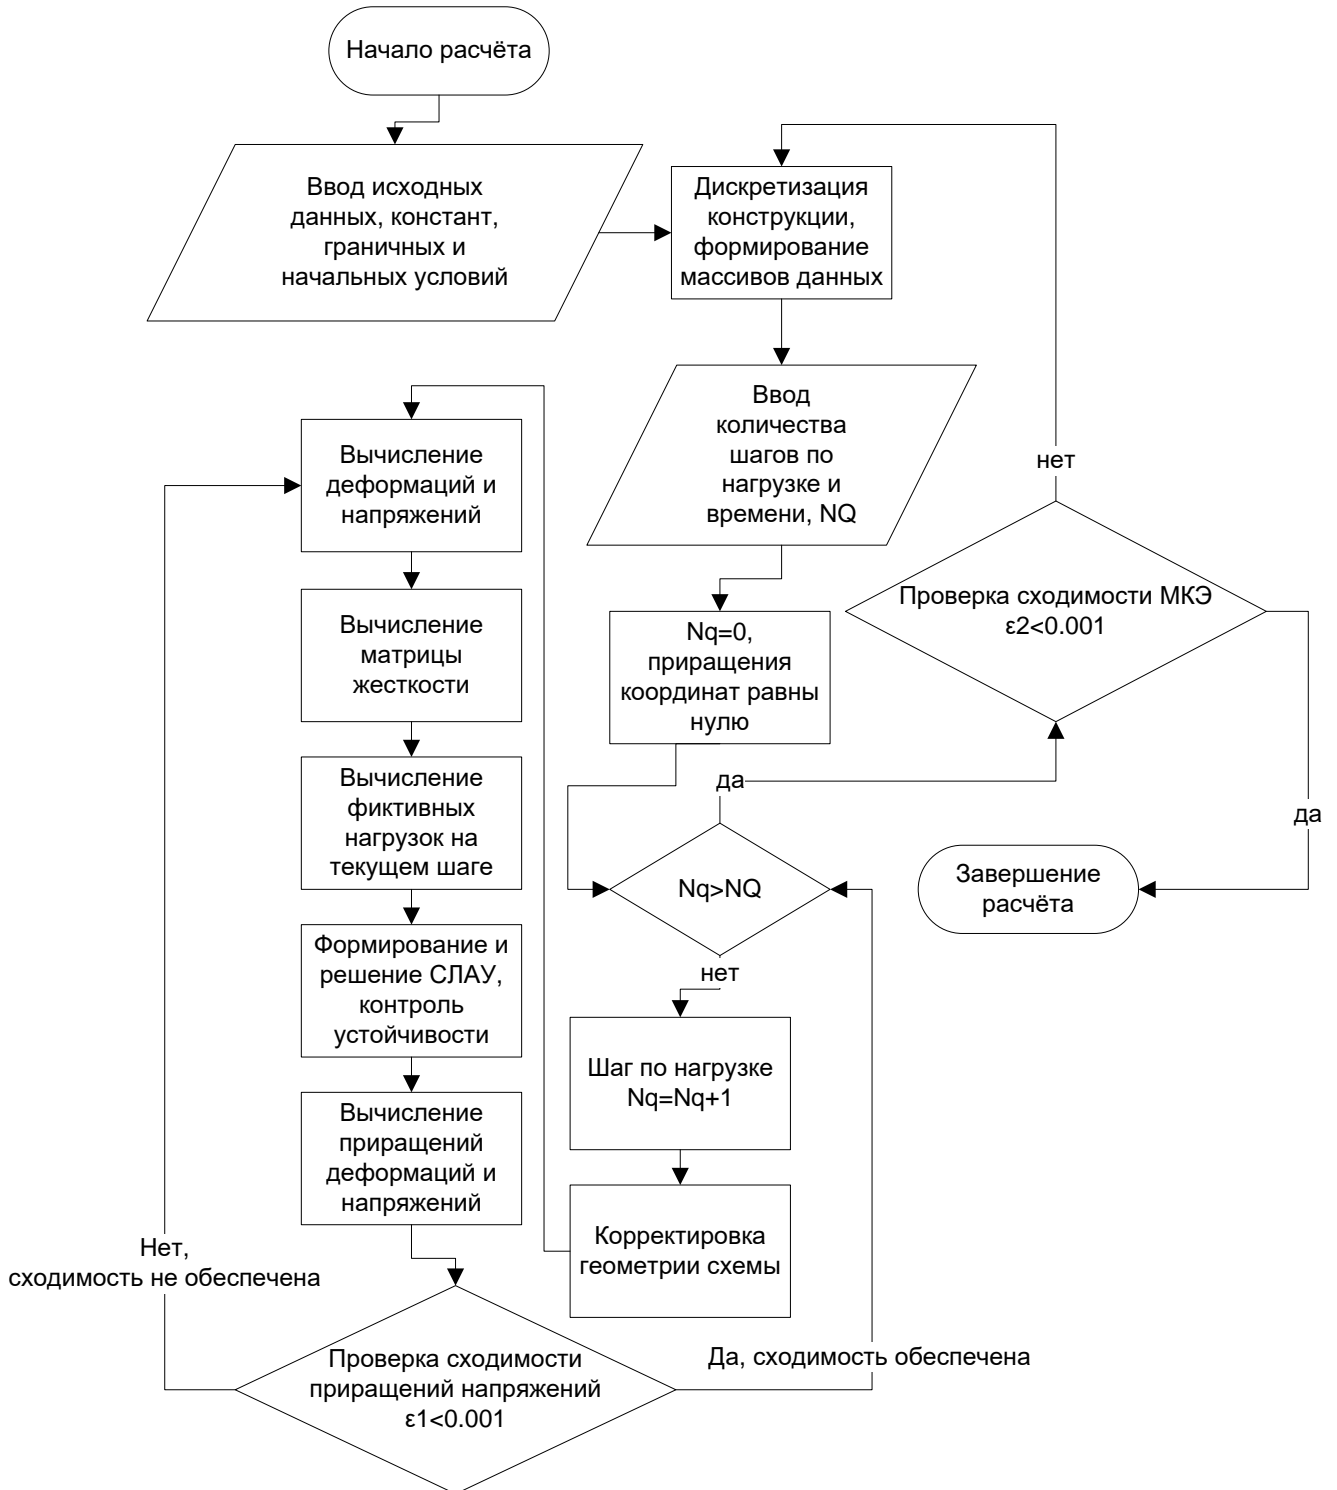 Начало расчёта
Ввод исходных
данных, констант,
граничных и
начальных условий
Дискретизация
конструкции,
формирование
массивов данных
Ввод
количества
шагов по
нагрузке и
времени, NQ
Nq=0,
приращения
координат равны
нулю
Nq>NQ
да
нет
Шаг по нагрузке
Nq=Nq+1
Корректировка
геометрии схемы
Вычисление
деформаций и
напряжений
Вычисление
матрицы
жесткости
Вычисление
фиктивных
нагрузок на
текущем шаге
Формирование и
решение СЛАУ,
контроль
устойчивости
Вычисление
приращений
деформаций и
напряжений
Проверка сходимости
приращений напряжений
ε1<0.001
Нет,
сходимость не обеспечена
Да, сходимость обеспечена
Проверка сходимости МКЭ
ε2<0.001
нет
да
Завершение
расчёта